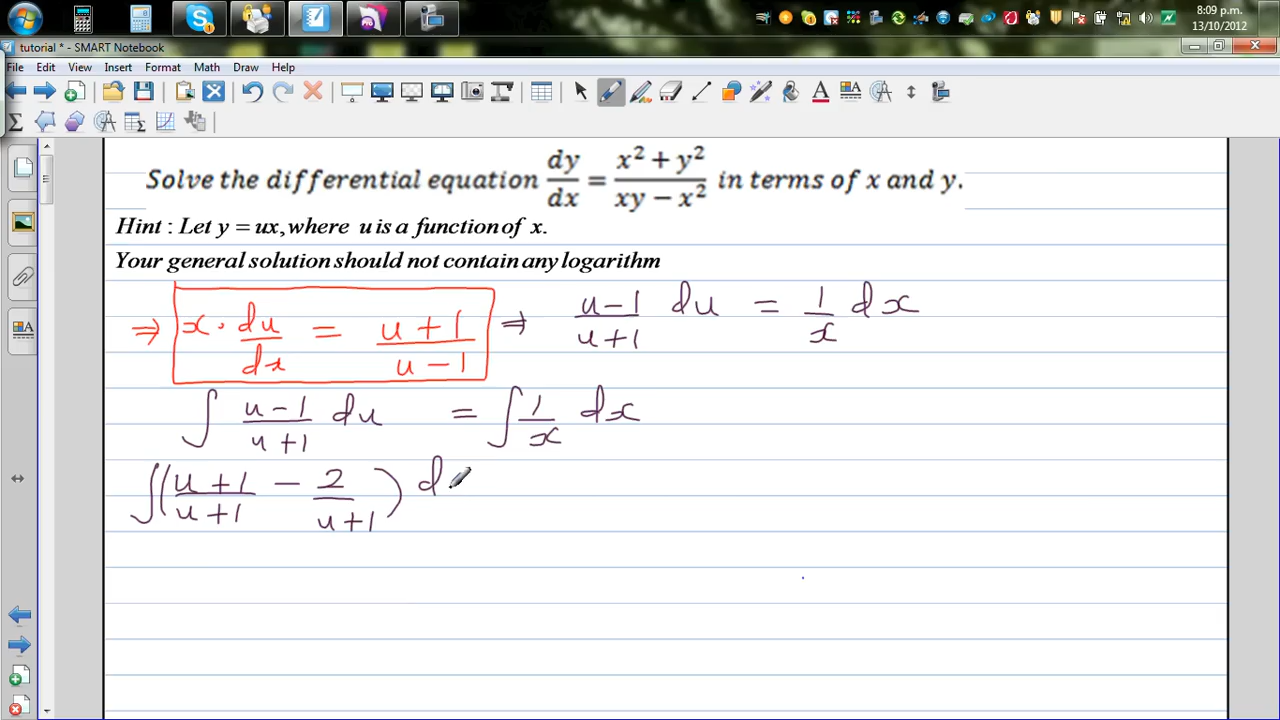 8:09 p.m.
13/10/2012
tutorial * - SMART Notebook
File Edit View Insert Format Math Draw Help
Solve the differential equation dy/dx = (x² + y²)/(xy − x²) in terms of x and y.
Hint : Let y = ux, where u is a function of x.
Your general solution should not contain any logarithm
⇒ x · du/dx = (u + 1)/(u − 1) ⇒ (u − 1)/(u + 1) du = 1/x dx
∫ (u − 1)/(u + 1) du = ∫ 1/x dx
∫((u + 1)/(u + 1) − 2/(u + 1)) d